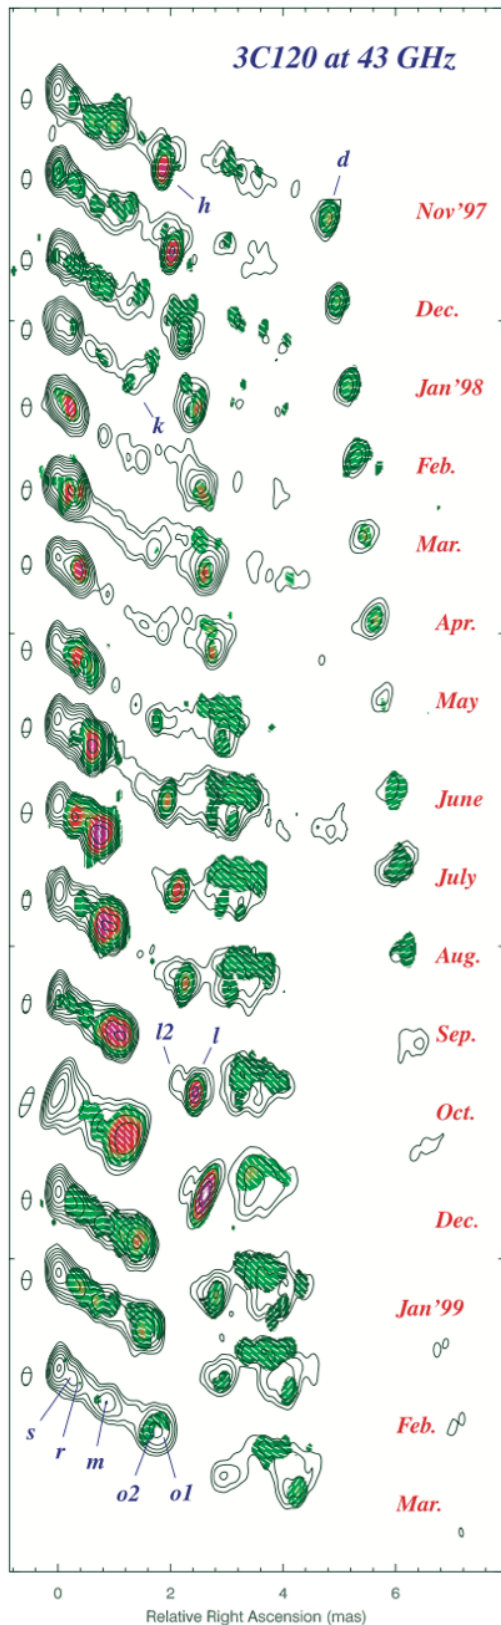 3C120 at 43 GHz
d
h
Nov'97
Dec.
Jan'98
k
Feb.
Mar.
Apr.
May
June
July
Aug.
Sep.
l2 l
Oct.
Dec.
Jan'99
Feb.
s
r
m
o2 o1
Mar.
0 2 4 6
Relative Right Ascension (mas)